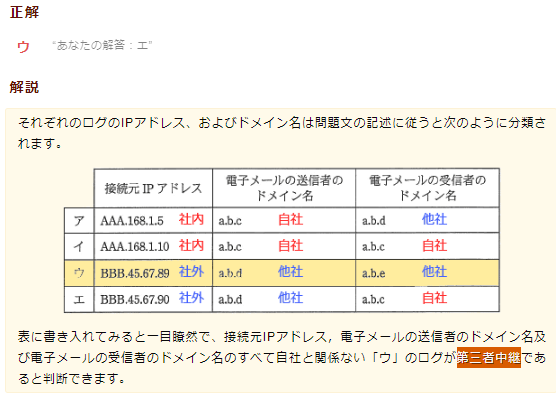 正解
ウ “あなたの解答：エ”
解説
それぞれのログのIPアドレス、およびドメイン名は問題文の記述に従うと次のように分類さ
れます。
接続元 IP アドレス 電子メールの送信者のドメイン名 電子メールの受信者のドメイン名
ア AAA.168.1.5 社内 a.b.c 自社 a.b.d 他社
イ AAA.168.1.10 社内 a.b.c 自社 a.b.c 自社
ウ BBB.45.67.89 社外 a.b.d 他社 a.b.e 他社
エ BBB.45.67.90 社外 a.b.d 他社 a.b.c 自社
表に書き入れてみると一目瞭然で、接続元IPアドレス，電子メールの送信者のドメイン名及
び電子メールの受信者のドメイン名のすべて自社と関係ない「ウ」のログが第三者中継であ
ると判断できます。